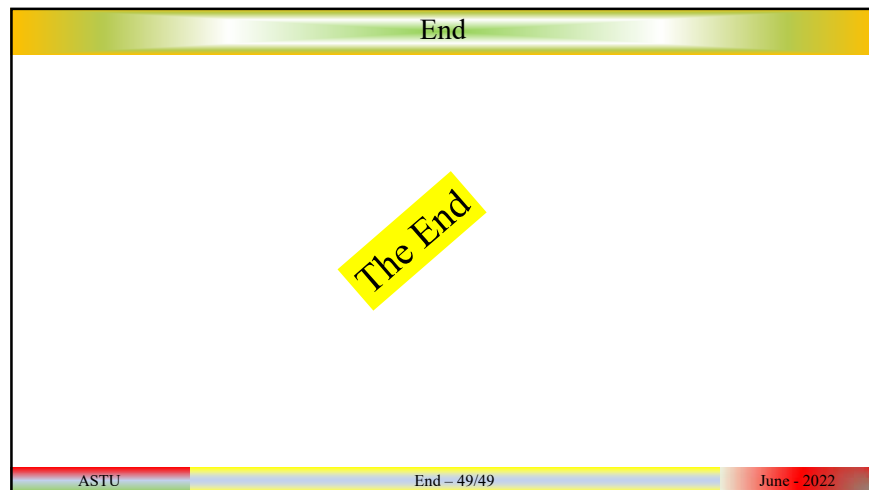 End
The End
ASTU
End – 49/49
June - 2022